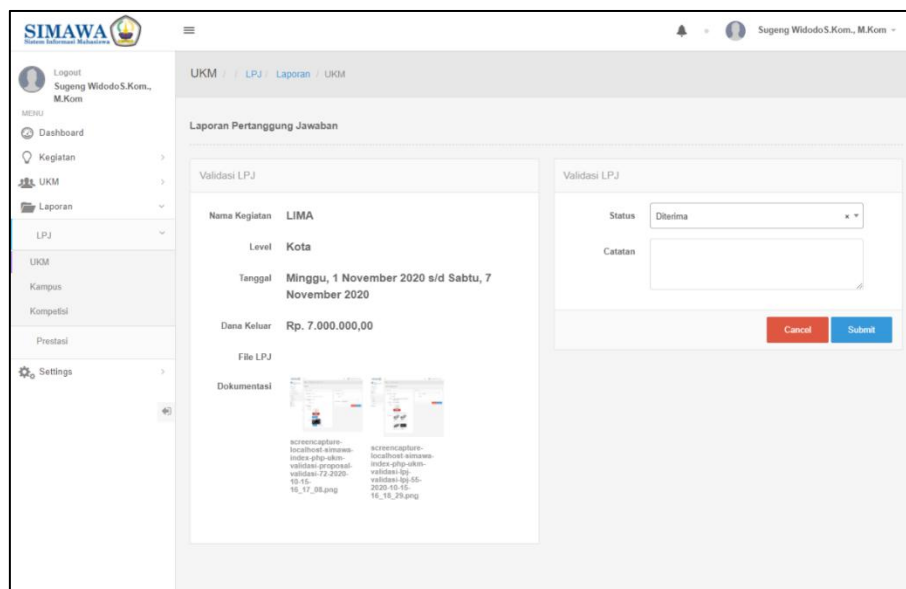 SIMAWA
Sistem Informasi Mahasiswa
Sugeng WidodoS.Kom., M.Kom
Logout
Sugeng WidodoS.Kom.,
M.Kom
MENU
Dashboard
Kegiatan
UKM
Laporan
LPJ
UKM
Kampus
Kompetisi
Prestasi
Settings
UKM / / LPJ / Laporan / UKM
Laporan Pertanggung Jawaban
Validasi LPJ
Nama Kegiatan LIMA
Level Kota
Tanggal Minggu, 1 November 2020 s/d Sabtu, 7
November 2020
Dana Keluar Rp. 7.000.000,00
File LPJ
Dokumentasi
screencapture-
localhost-simawa-
index-php-ukm-
validasi-proposal-
validasi-72-2020-
10-15-
16_17_08.png
screencapture-
localhost-simawa-
index-php-ukm-
validasi-lpj-
validasi-lpj-55-
2020-10-15-
16_18_29.png
Validasi LPJ
Status Diterima × 
Catatan
Cancel Submit